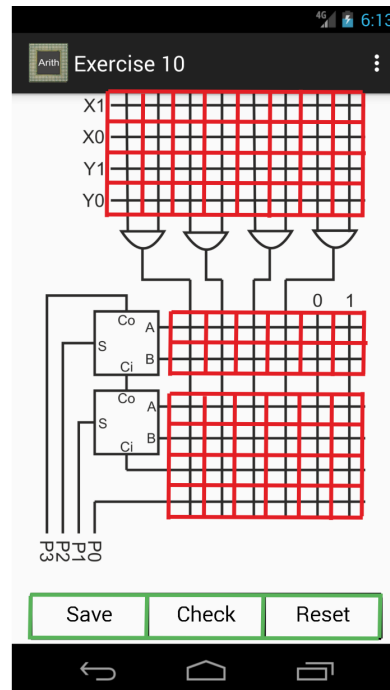 4G 6:13
Arith Exercise 10
X1
X0
Y1
Y0
0 1
Co
A
S
B
Ci
Co
A
S
B
Ci
P3 P2 P1 P0
Save Check Reset